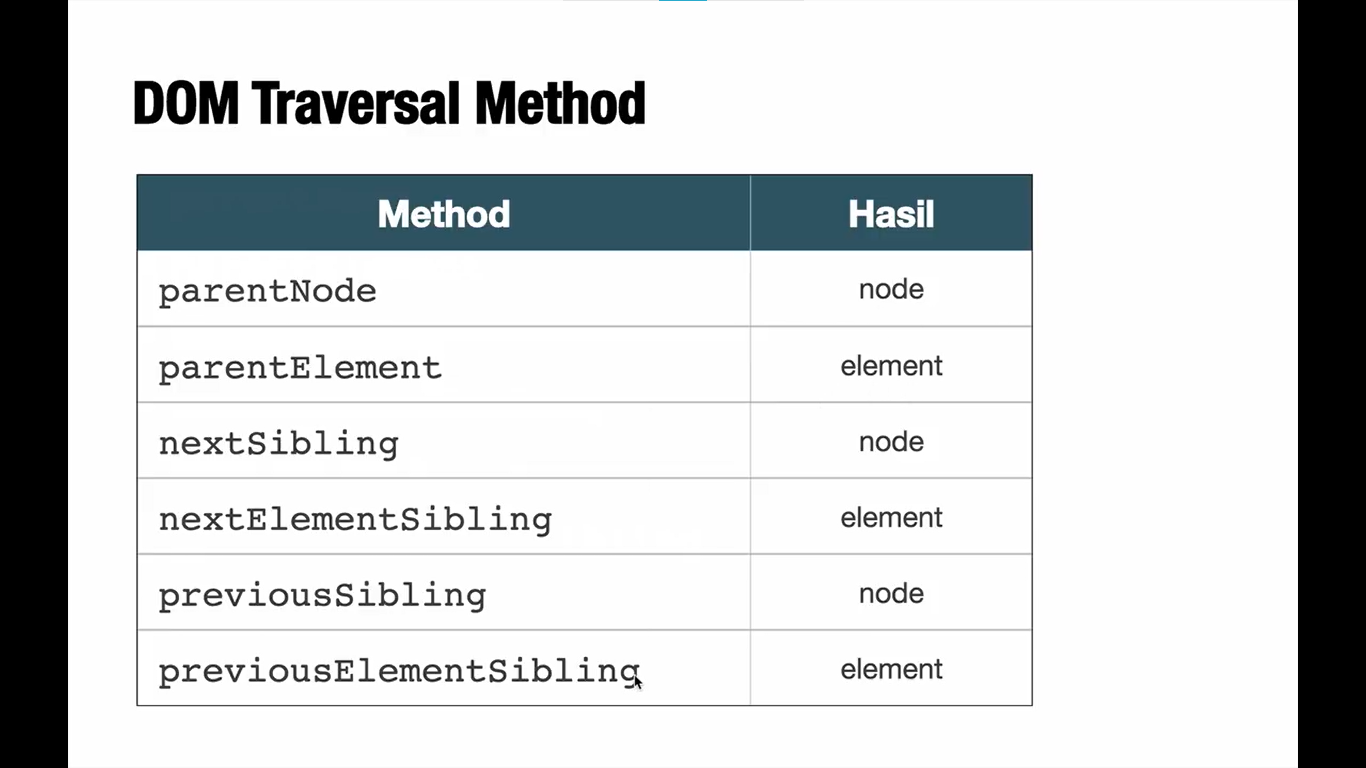 DOM Traversal Method
Method Hasil
parentNode node
parentElement element
nextSibling node
nextElementSibling element
previousSibling node
previousElementSibling element